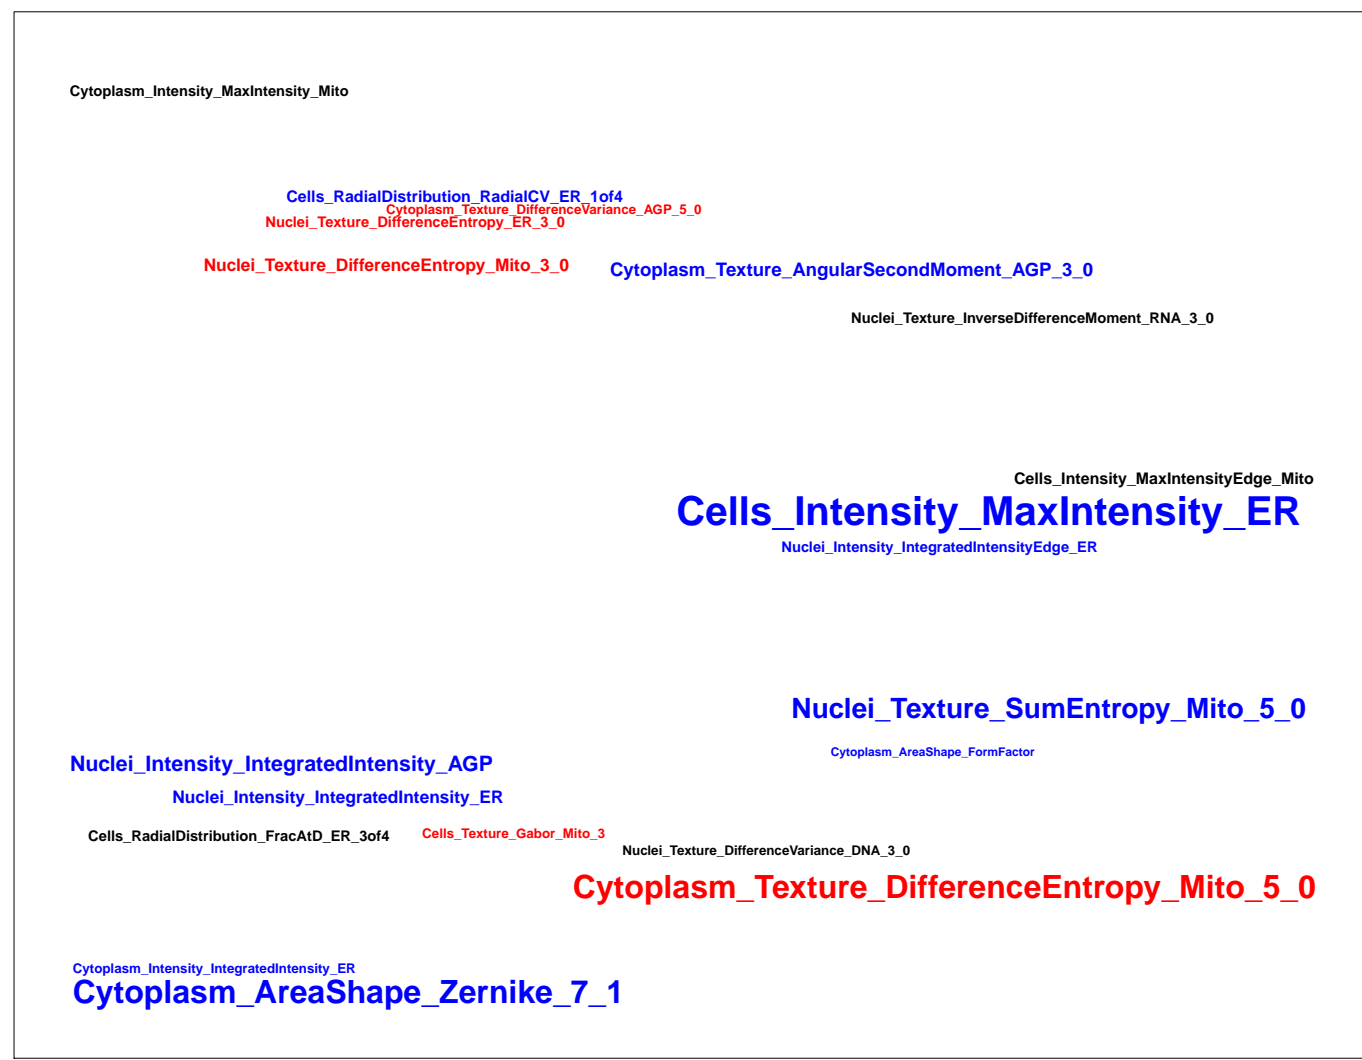 Cytoplasm_Intensity_MaxIntensity_Mito
Cells_RadialDistribution_RadialCV_ER_1of4
Cytoplasm_Texture_DifferenceVariance_AGP_5_0
Nuclei_Texture_DifferenceEntropy_ER_3_0
Nuclei_Texture_DifferenceEntropy_Mito_3_0
Cytoplasm_Texture_AngularSecondMoment_AGP_3_0
Nuclei_Texture_InverseDifferenceMoment_RNA_3_0
Cells_Intensity_MaxIntensityEdge_Mito
Cells_Intensity_MaxIntensity_ER
Nuclei_Intensity_IntegratedIntensityEdge_ER
Nuclei_Texture_SumEntropy_Mito_5_0
Cytoplasm_AreaShape_FormFactor
Nuclei_Intensity_IntegratedIntensity_AGP
Nuclei_Intensity_IntegratedIntensity_ER
Cells_RadialDistribution_FracAtD_ER_3of4
Cells_Texture_Gabor_Mito_3
Nuclei_Texture_DifferenceVariance_DNA_3_0
Cytoplasm_Texture_DifferenceEntropy_Mito_5_0
Cytoplasm_Intensity_IntegratedIntensity_ER
Cytoplasm_AreaShape_Zernike_7_1